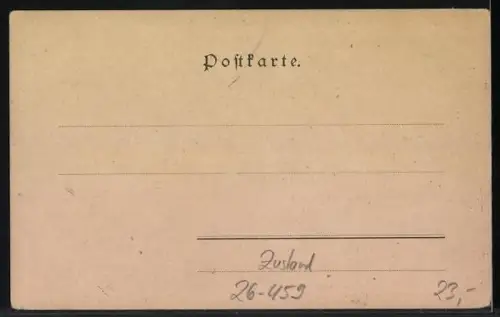 Postkarte.
Zustand
26-459
23,-